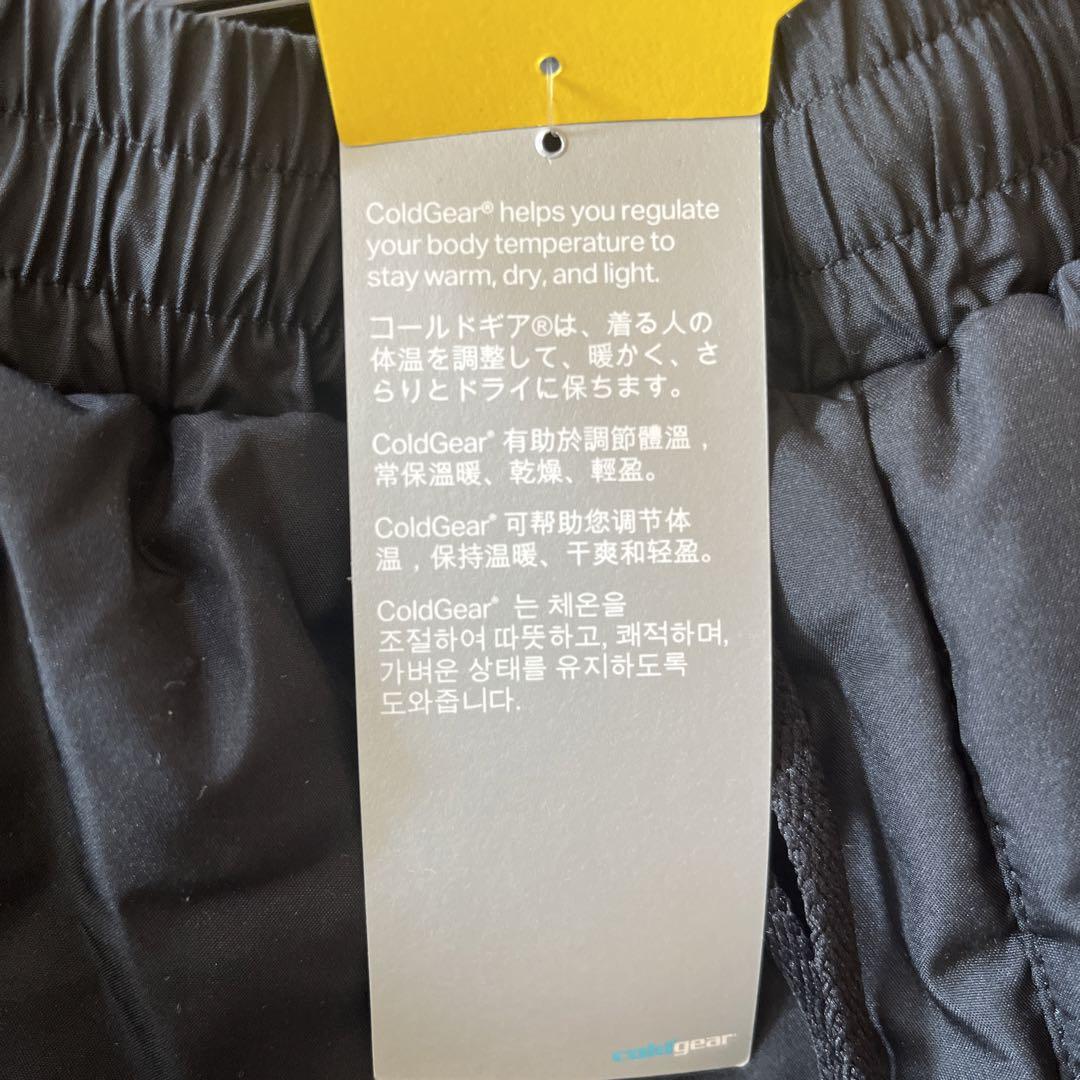 ColdGear® helps you regulate
your body temperature to
stay warm, dry, and light.
コールドギア®は、着る人の
体温を調整して、暖かく、さ
らりとドライに保ちます。
ColdGear® 有助於調節體溫，
常保溫暖、乾燥、輕盈。
ColdGear® 可帮助您调节体
温，保持温暖、干爽和轻盈。
ColdGear® 는 체온을
조절하여 따뜻하고, 쾌적하며,
가벼운 상태를 유지하도록
도와줍니다.
coldgear